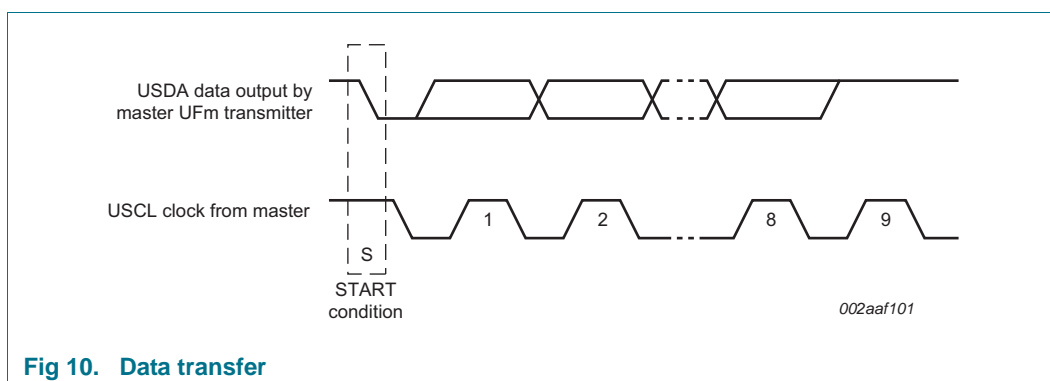 USDA data output by
master UFm transmitter
USCL clock from master
1
2
8
9
S
START
condition
002aaf101
Fig 10. Data transfer